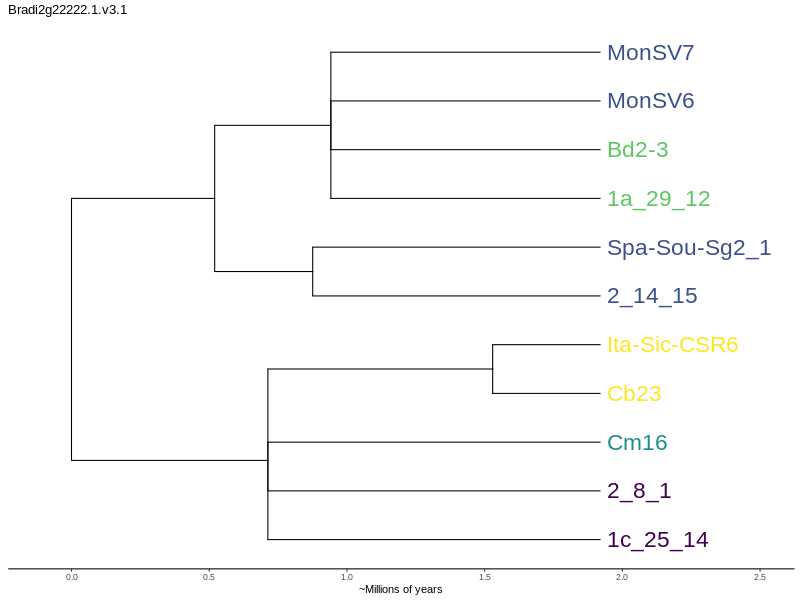 Bradi2g22222.1.v3.1
MonSV7
MonSV6
Bd2-3
1a_29_12
Spa-Sou-Sg2_1
2_14_15
Ita-Sic-CSR6
Cb23
Cm16
2_8_1
1c_25_14
0.0 0.5 1.0 1.5 2.0 2.5
~Millions of years